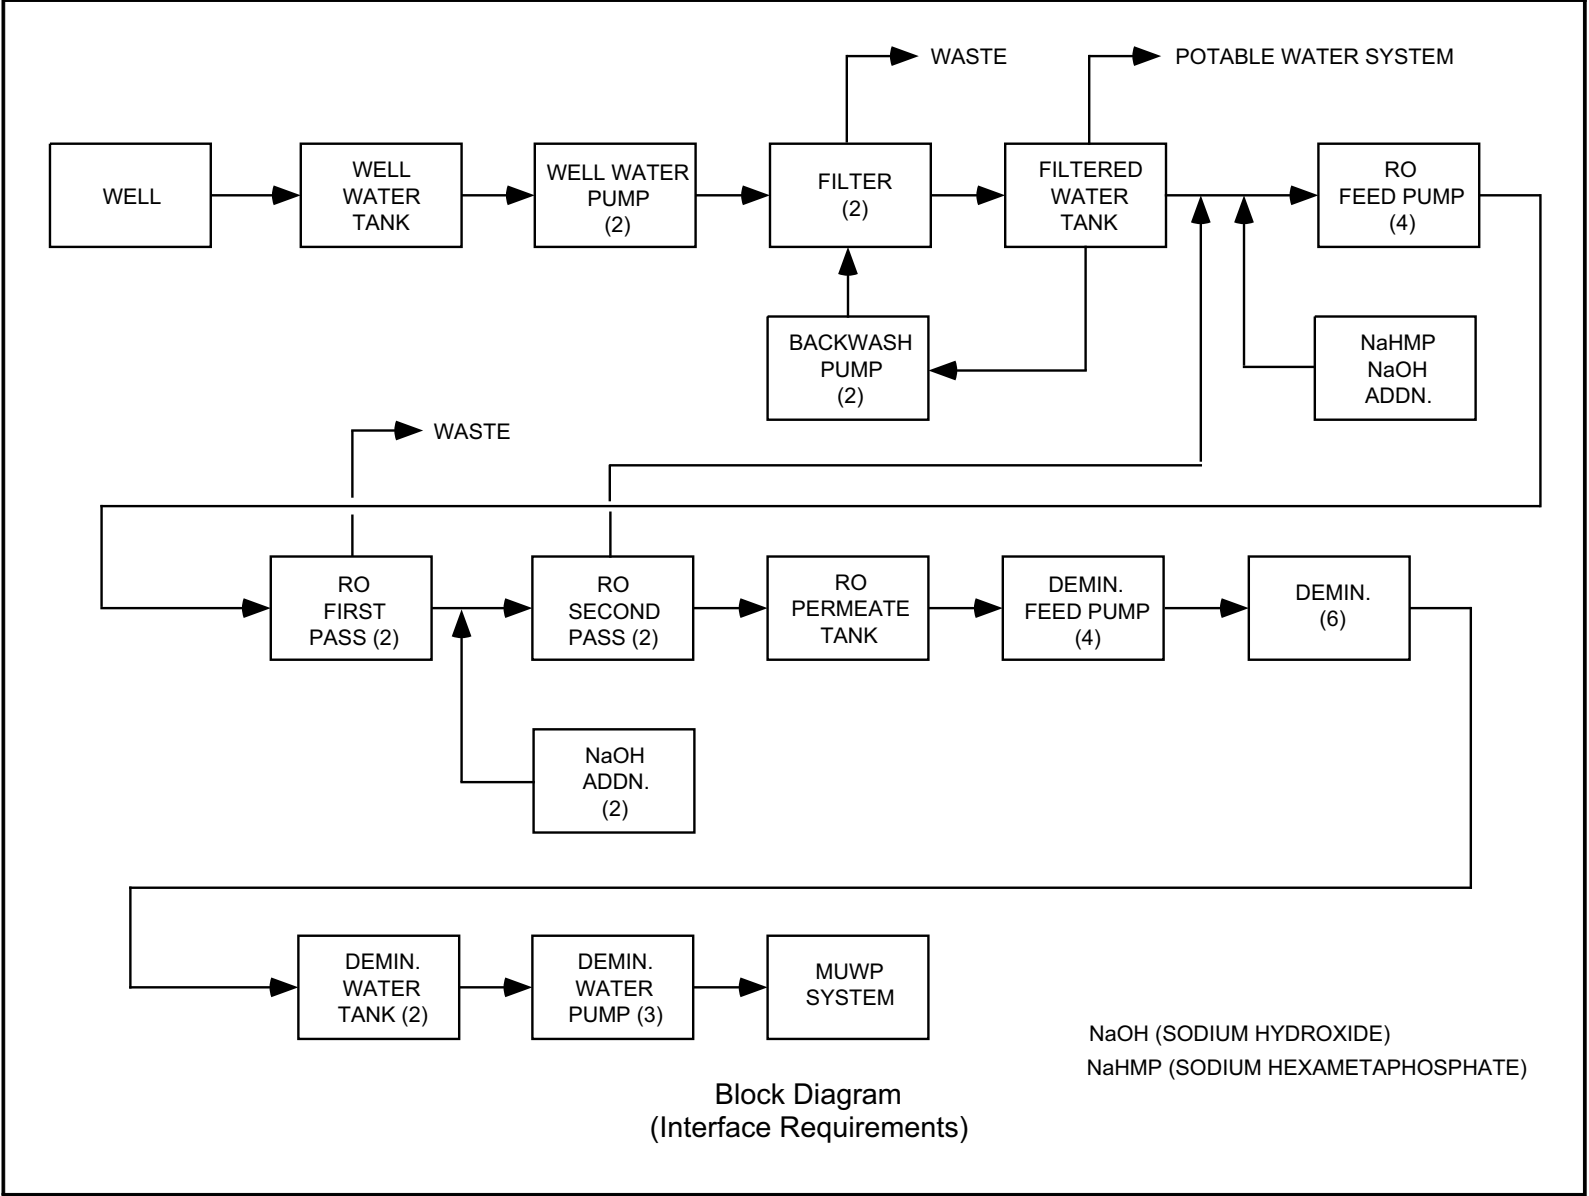 WASTE
POTABLE WATER SYSTEM
WELL
WELL
WATER
TANK
WELL WATER
PUMP
(2)
FILTER
(2)
FILTERED
WATER
TANK
RO
FEED PUMP
(4)
BACKWASH
PUMP
(2)
NaHMP
NaOH
ADDN.
WASTE
RO
FIRST
PASS (2)
RO
SECOND
PASS (2)
RO
PERMEATE
TANK
DEMIN.
FEED PUMP
(4)
DEMIN.
(6)
NaOH
ADDN.
(2)
DEMIN.
WATER
TANK (2)
DEMIN.
WATER
PUMP (3)
MUWP
SYSTEM
NaOH (SODIUM HYDROXIDE)
NaHMP (SODIUM HEXAMETAPHOSPHATE)
Block Diagram
(Interface Requirements)